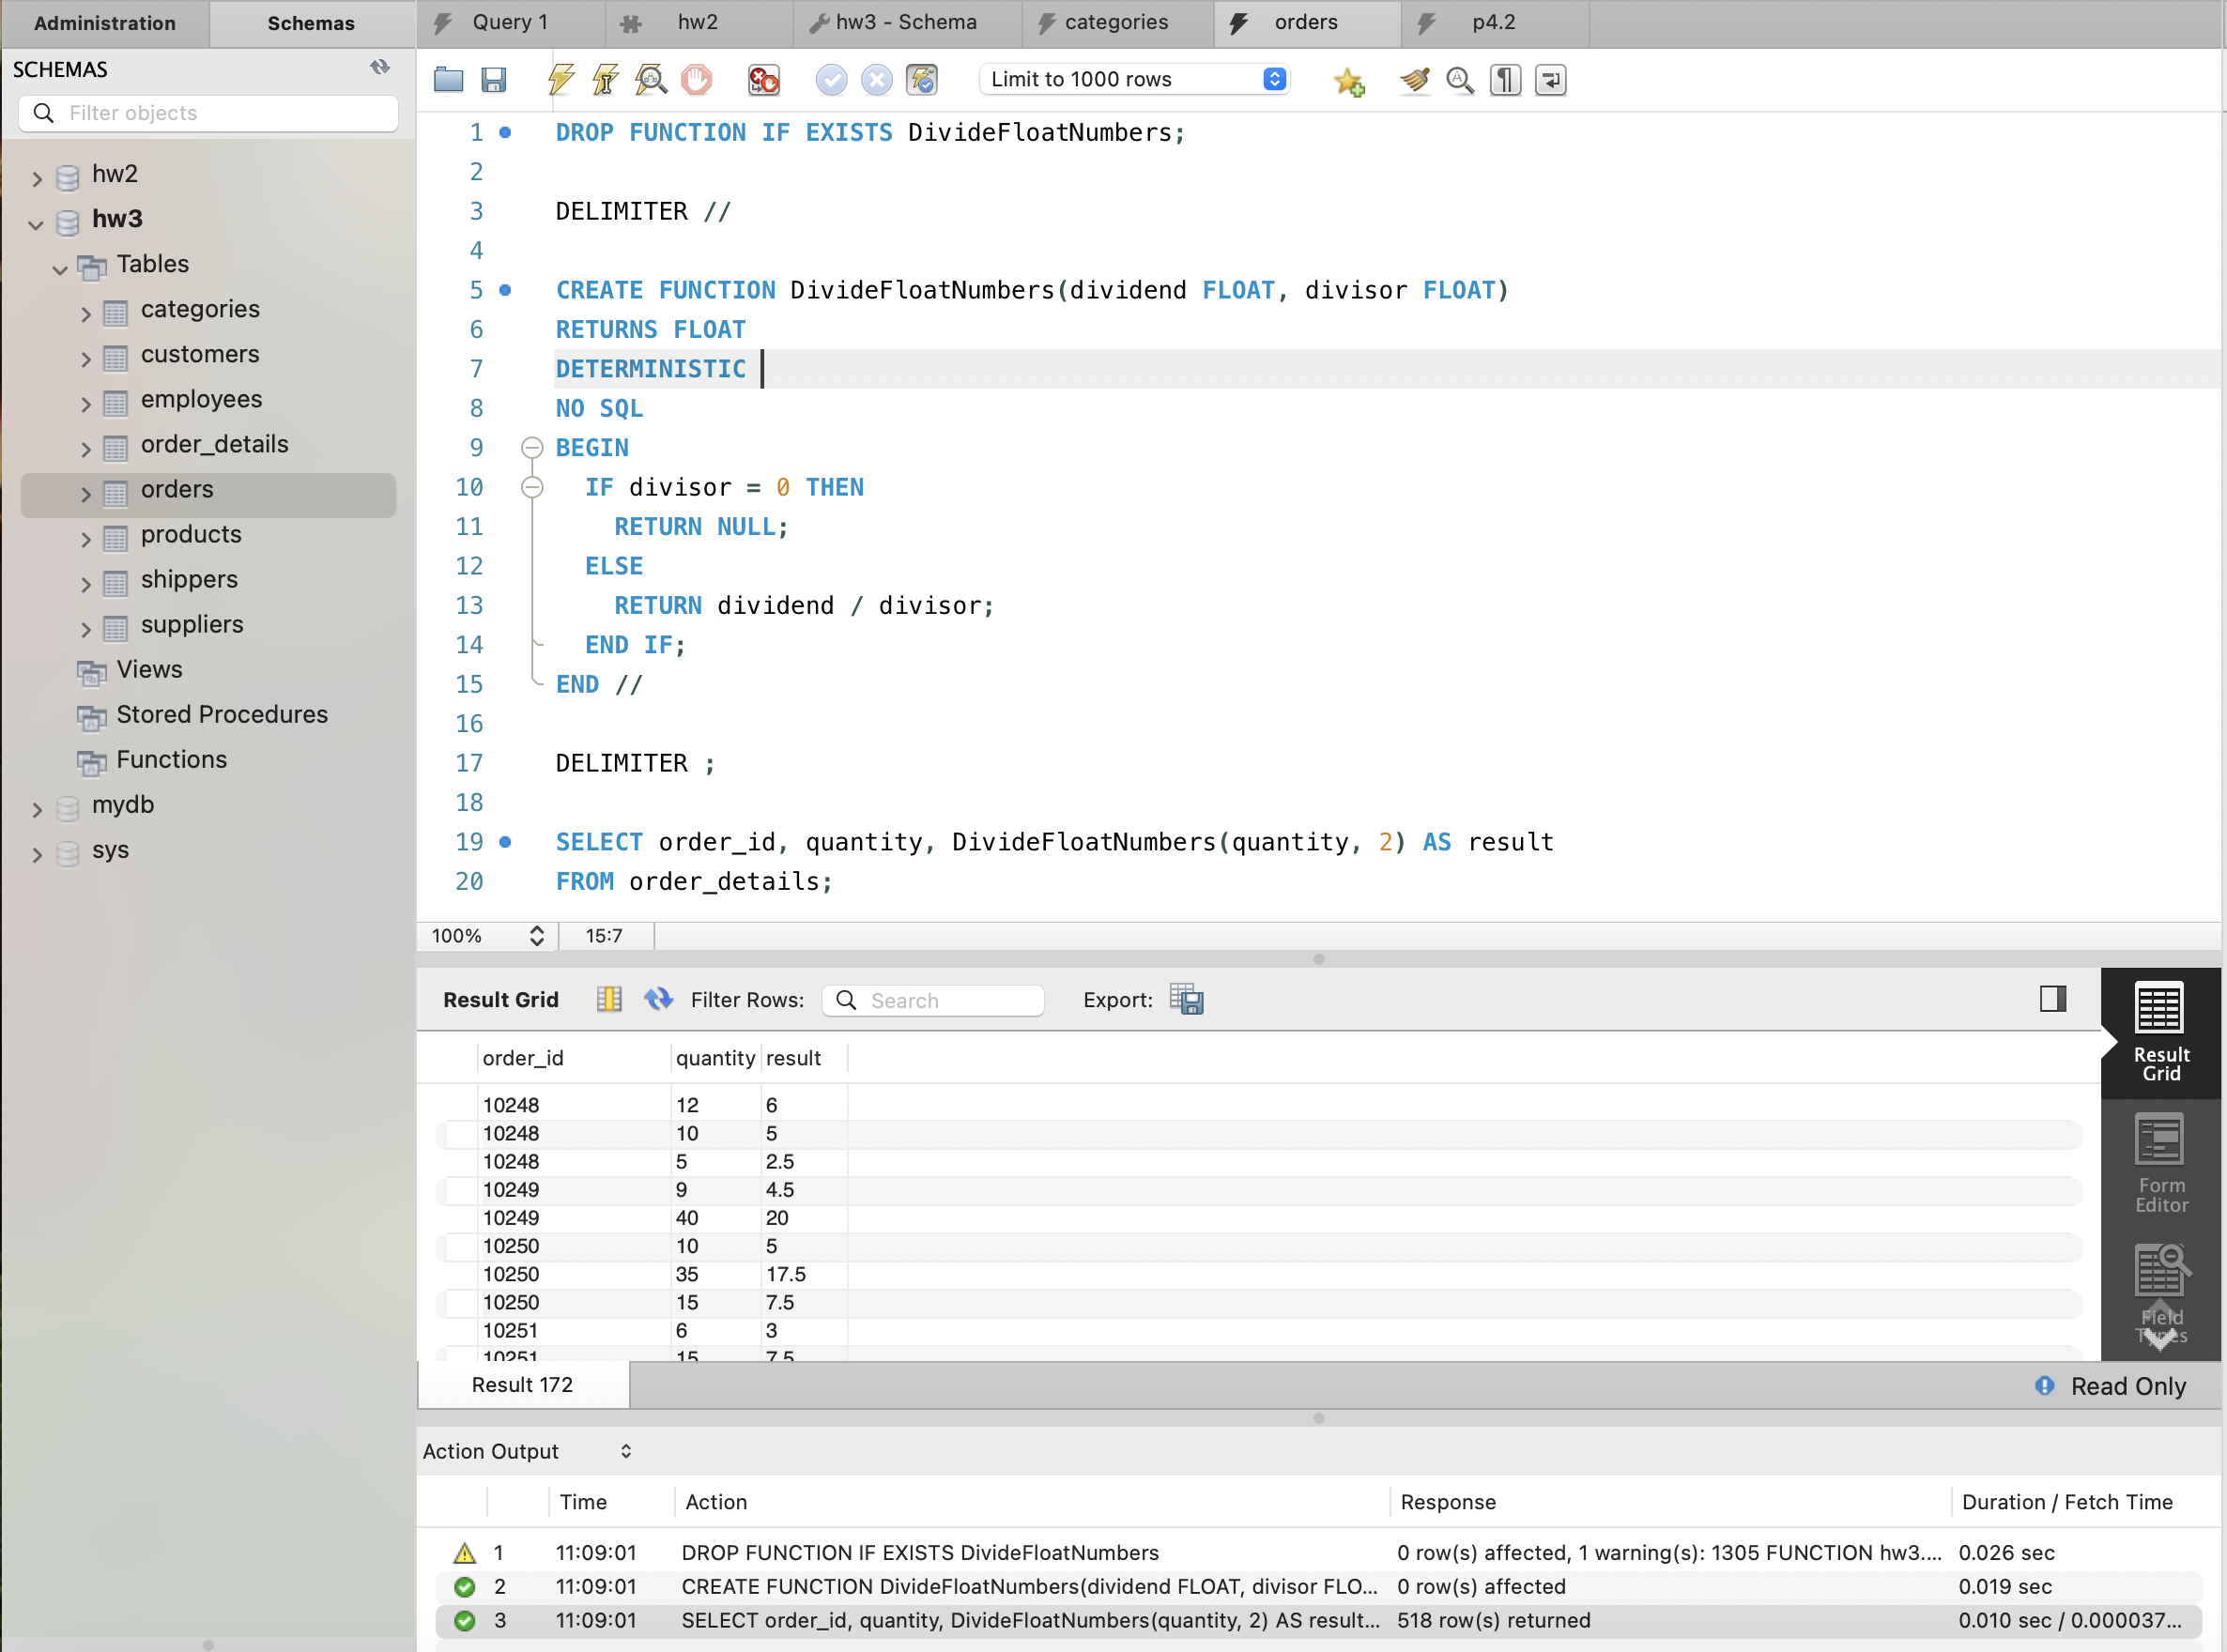 Administration
Schemas
SCHEMAS
Filter objects
hw2
hw3
Tables
categories
customers
employees
order_details
orders
products
shippers
suppliers
Views
Stored Procedures
Functions
mydb
sys
Query 1
hw2
hw3 - Schema
categories
orders
p4.2
Limit to 1000 rows
1 DROP FUNCTION IF EXISTS DivideFloatNumbers;
2
3 DELIMITER //
4
5 CREATE FUNCTION DivideFloatNumbers(dividend FLOAT, divisor FLOAT)
6 RETURNS FLOAT
7 DETERMINISTIC
8 NO SQL
9 BEGIN
10 IF divisor = 0 THEN
11 RETURN NULL;
12 ELSE
13 RETURN dividend / divisor;
14 END IF;
15 END //
16
17 DELIMITER ;
18
19 SELECT order_id, quantity, DivideFloatNumbers(quantity, 2) AS result
20 FROM order_details;
100%
15:7
Result Grid
Filter Rows:
Search
Export:
order_id quantity result
10248 12 6
10248 10 5
10248 5 2.5
10249 9 4.5
10249 40 20
10250 10 5
10250 35 17.5
10250 15 7.5
10251 6 3
10251 15 7.5
Result
Grid
Form
Editor
Field
Types
Result 172
Read Only
Action Output
Time Action Response Duration / Fetch Time
1 11:09:01 DROP FUNCTION IF EXISTS DivideFloatNumbers 0 row(s) affected, 1 warning(s): 1305 FUNCTION hw3.... 0.026 sec
2 11:09:01 CREATE FUNCTION DivideFloatNumbers(dividend FLOAT, divisor FLO... 0 row(s) affected 0.019 sec
3 11:09:01 SELECT order_id, quantity, DivideFloatNumbers(quantity, 2) AS result... 518 row(s) returned 0.010 sec / 0.000037...